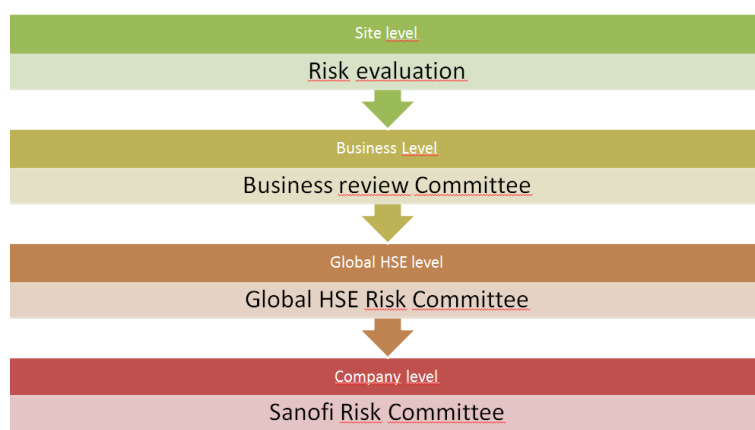 Site level
Risk evaluation
Business Level
Business review Committee
Global HSE level
Global HSE Risk Committee
Company level
Sanofi Risk Committee